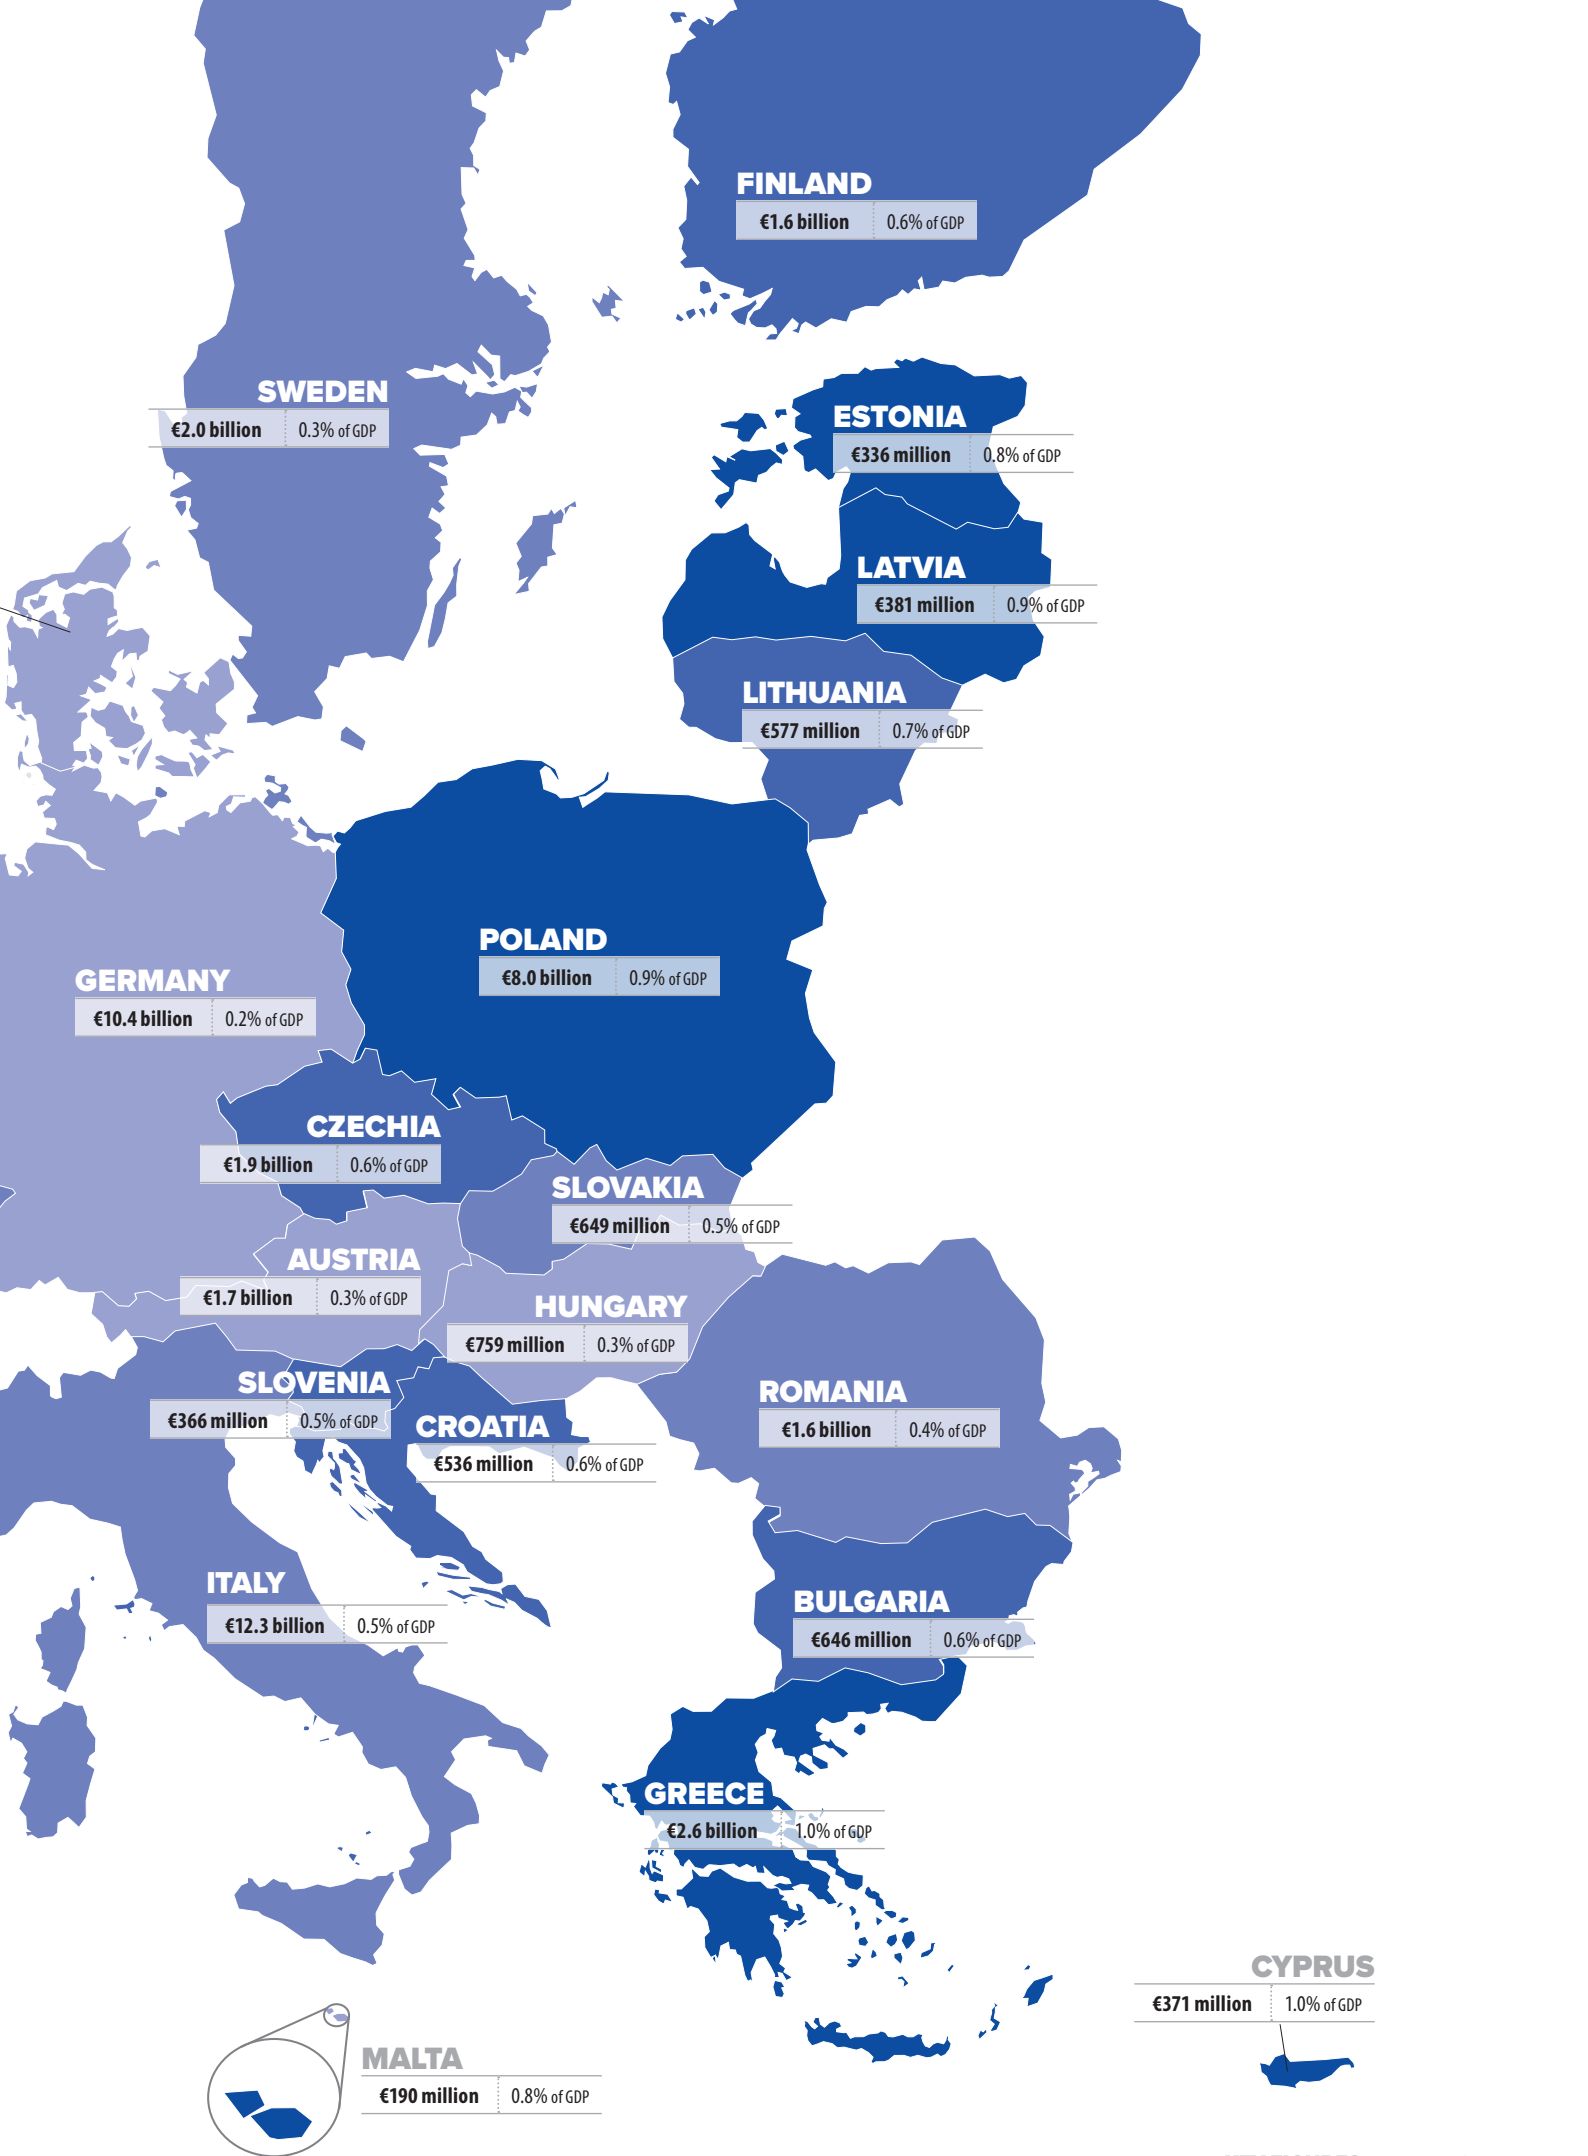 FINLAND
€1.6 billion 0.6% of GDP
SWEDEN
€2.0 billion 0.3% of GDP
ESTONIA
€336 million 0.8% of GDP
LATVIA
€381 million 0.9% of GDP
LITHUANIA
€577 million 0.7% of GDP
POLAND
€8.0 billion 0.9% of GDP
GERMANY
€10.4 billion 0.2% of GDP
CZECHIA
€1.9 billion 0.6% of GDP
SLOVAKIA
€649 million 0.5% of GDP
AUSTRIA
€1.7 billion 0.3% of GDP
HUNGARY
€759 million 0.3% of GDP
SLOVENIA
€366 million 0.5% of GDP
ROMANIA
€1.6 billion 0.4% of GDP
CROATIA
€536 million 0.6% of GDP
ITALY
€12.3 billion 0.5% of GDP
BULGARIA
€646 million 0.6% of GDP
GREECE
€2.6 billion 1.0% of GDP
CYPRUS
€371 million 1.0% of GDP
MALTA
€190 million 0.8% of GDP